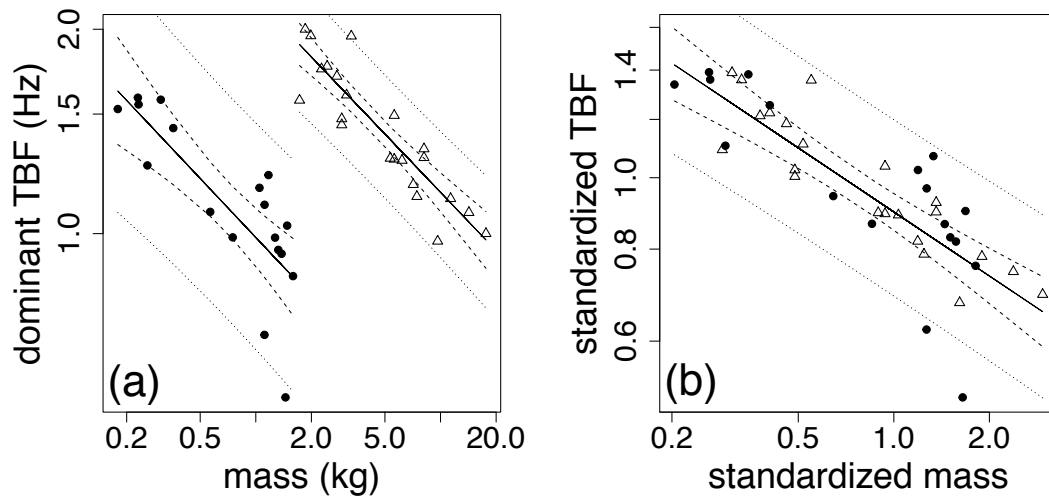 dominant TBF (Hz)
2.0
1.5
1.0
(a)
0.2 0.5 1.0 2.0 5.0 20.0
mass (kg)
standardized TBF
1.4
1.0
0.8
0.6
(b)
0.2 0.5 1.0 2.0
standardized mass